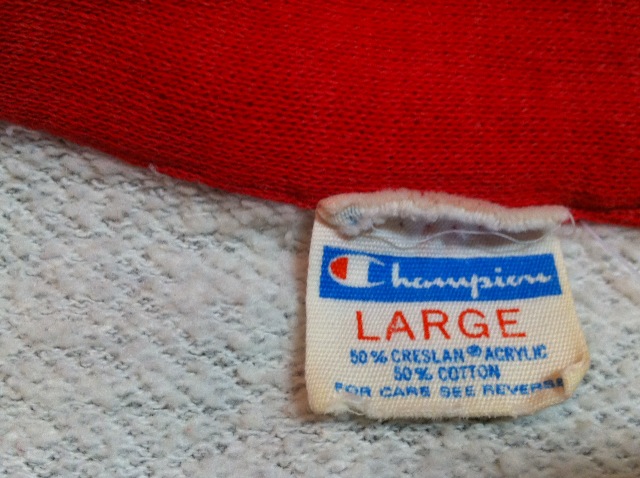 Champion
LARGE
50% CRESLAN® ACRYLIC
50% COTTON
FOR CARE SEE REVERSE